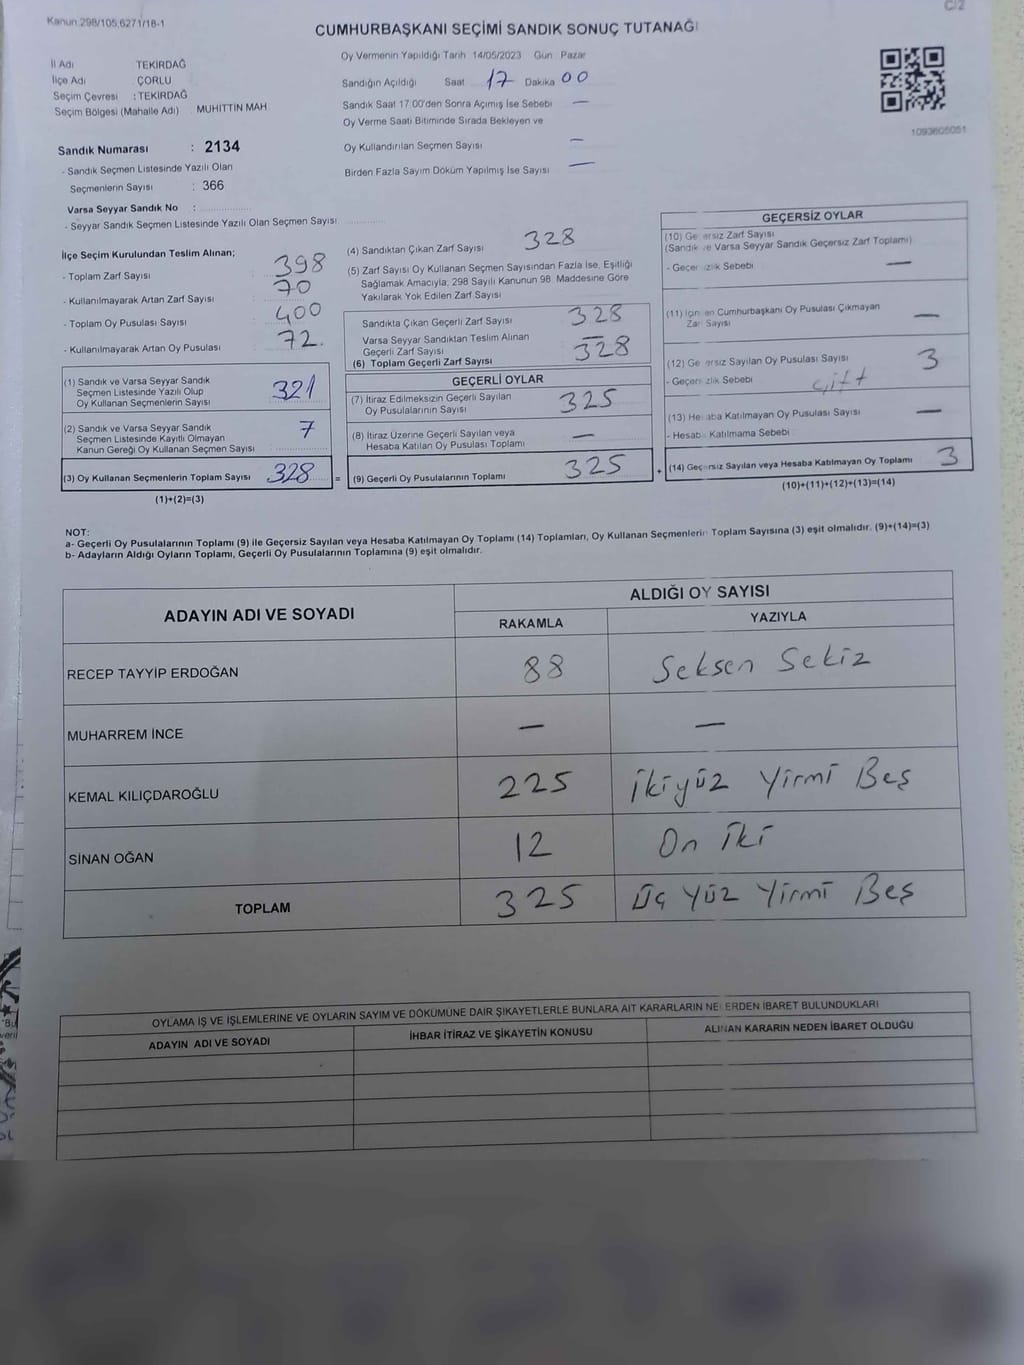 C/2
Kanun 298/105,6271/18-1
CUMHURBAŞKANI SEÇİMİ SANDIK SONUÇ TUTANAĞI
İl Adı TEKİRDAĞ
İlçe Adı ÇORLU
Seçim Çevresi : TEKİRDAĞ
Seçim Bölgesi (Mahalle Adı) MUHİTTİN MAH
Oy Vermenin Yapıldığı Tarih 14/05/2023 Gün Pazar
Sandığın Açıldığı Saat 17 Dakika 00
Sandık Saat 17.00'den Sonra Açımış İse Sebebi —
Oy Verme Saati Bitiminde Sırada Bekleyen ve
Oy Kullandırılan Seçmen Sayısı —
Birden Fazla Sayım Döküm Yapılmış İse Sayısı —
1093605051
Sandık Numarası : 2134
- Sandık Seçmen Listesinde Yazılı Olan
Seçmenlerin Sayısı : 366
Varsa Seyyar Sandık No :
- Seyyar Sandık Seçmen Listesinde Yazılı Olan Seçmen Sayısı
İlçe Seçim Kurulundan Teslim Alınan;
- Toplam Zarf Sayısı 398
- Kullanılmayarak Artan Zarf Sayısı 70
- Toplam Oy Pusulası Sayısı 400
- Kullanılmayarak Artan Oy Pusulası 72.
(1) Sandık ve Varsa Seyyar Sandık
Seçmen Listesinde Yazılı Olup
Oy Kullanan Seçmenlerin Sayısı 321
(2) Sandık ve Varsa Seyyar Sandık
Seçmen Listesinde Kayıtlı Olmayan
Kanun Gereği Oy Kullanan Seçmen Sayısı 7
(3) Oy Kullanan Seçmenlerin Toplam Sayısı 328 =
(1)+(2)=(3)
(4) Sandıktan Çıkan Zarf Sayısı 328
(5) Zarf Sayısı Oy Kullanan Seçmen Sayısından Fazla İse, Eşitliği
Sağlamak Amacıyla, 298 Sayılı Kanunun 98. Maddesine Göre
Yakılarak Yok Edilen Zarf Sayısı
Sandıkta Çıkan Geçerli Zarf Sayısı 328
Varsa Seyyar Sandıktan Teslim Alınan
Geçerli Zarf Sayısı —
(6) Toplam Geçerli Zarf Sayısı 328
GEÇERLİ OYLAR
(7) İtiraz Edilmeksizin Geçerli Sayılan
Oy Pusulalarının Sayısı 325
(8) İtiraz Üzerine Geçerli Sayılan veya
Hesaba Katılan Oy Pusulası Toplamı —
(9) Geçerli Oy Pusulalarının Toplamı 325 +
GEÇERSİZ OYLAR
(10) Geçersiz Zarf Sayısı
(Sandık ve Varsa Seyyar Sandık Geçersiz Zarf Toplamı)
- Geçersizlik Sebebi —
(11) İçinden Cumhurbaşkanı Oy Pusulası Çıkmayan
Zarf Sayısı —
(12) Geçersiz Sayılan Oy Pusulası Sayısı 3
- Geçersizlik Sebebi çift
(13) Hesaba Katılmayan Oy Pusulası Sayısı —
- Hesaba Katılmama Sebebi
(14) Geçersiz Sayılan veya Hesaba Katılmayan Oy Toplamı 3
(10)+(11)+(12)+(13)=(14)
NOT:
a- Geçerli Oy Pusulalarının Toplamı (9) ile Geçersiz Sayılan veya Hesaba Katılmayan Oy Toplamı (14) Toplamları, Oy Kullanan Seçmenlerin Toplam Sayısına (3) eşit olmalıdır. (9)+(14)=(3)
b- Adayların Aldığı Oyların Toplamı, Geçerli Oy Pusulalarının Toplamına (9) eşit olmalıdır.
ADAYIN ADI VE SOYADI ALDIĞI OY SAYISI
RAKAMLA YAZIYLA
RECEP TAYYİP ERDOĞAN 88 Seksen Sekiz
MUHARREM İNCE — —
KEMAL KILIÇDAROĞLU 225 İkiyüz Yirmi Beş
SİNAN OĞAN 12 On İki
TOPLAM 325 Üç Yüz Yirmi Beş
OYLAMA İŞ VE İŞLEMLERİNE VE OYLARIN SAYIM VE DÖKÜMÜNE DAİR ŞİKAYETLERLE BUNLARA AİT KARARLARIN NELERDEN İBARET BULUNDUKLARI
ADAYIN ADI VE SOYADI İHBAR İTİRAZ VE ŞİKAYETİN KONUSU ALINAN KARARIN NEDEN İBARET OLDUĞU